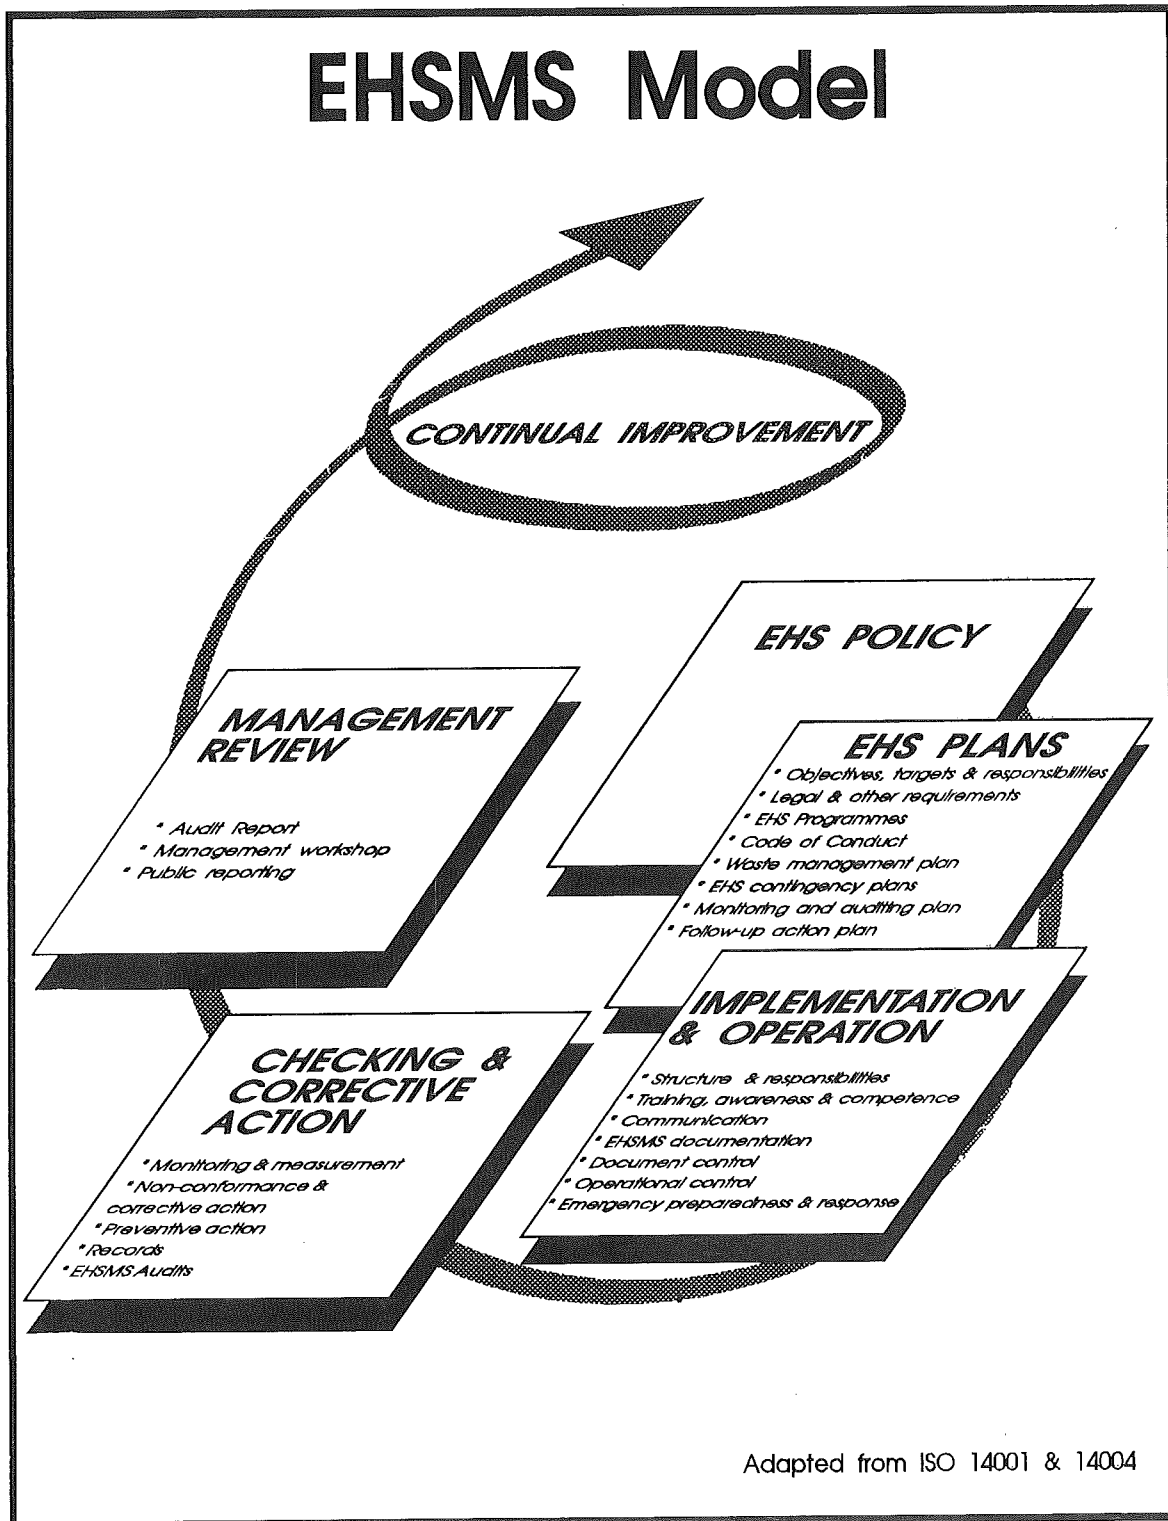 EHSMS Model
CONTINUAL IMPROVEMENT
EHS POLICY
EHS PLANS
* Objectives, targets & responsibilities
* Legal & other requirements
* EHS Programmes
* Code of Conduct
* Waste management plan
* EHS contingency plans
* Monitoring and auditing plan
* Follow-up action plan
IMPLEMENTATION
& OPERATION
* Structure & responsibilities
* Training, awareness & competence
* Communication
* EHSMS documentation
* Document control
* Operational control
* Emergency preparedness & response
CHECKING &
CORRECTIVE
ACTION
* Monitoring & measurement
* Non-conformance &
corrective action
* Preventive action
* Records
* EHSMS Audits
MANAGEMENT
REVIEW
* Audit Report
* Management workshop
* Public reporting
Adapted from ISO 14001 & 14004